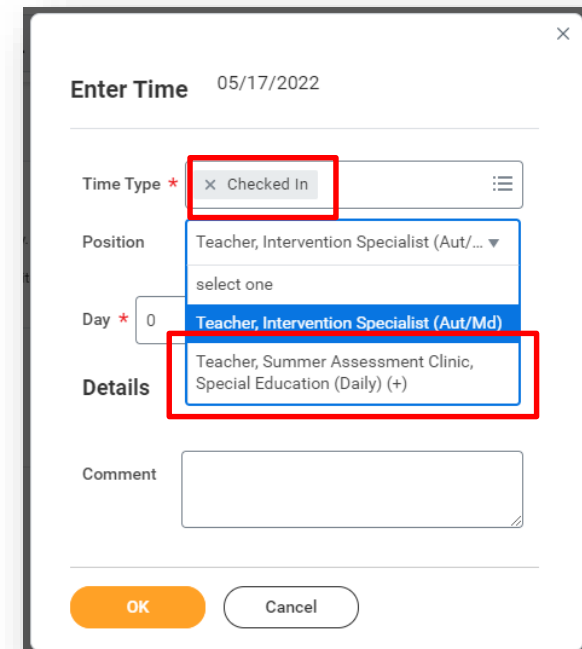 Enter Time 05/17/2022
Time Type * × Checked In
Position Teacher, Intervention Specialist (Aut/... ▼
select one
Day * 0 Teacher, Intervention Specialist (Aut/Md)
Teacher, Summer Assessment Clinic,
Special Education (Daily) (+)
Details
Comment
OK Cancel